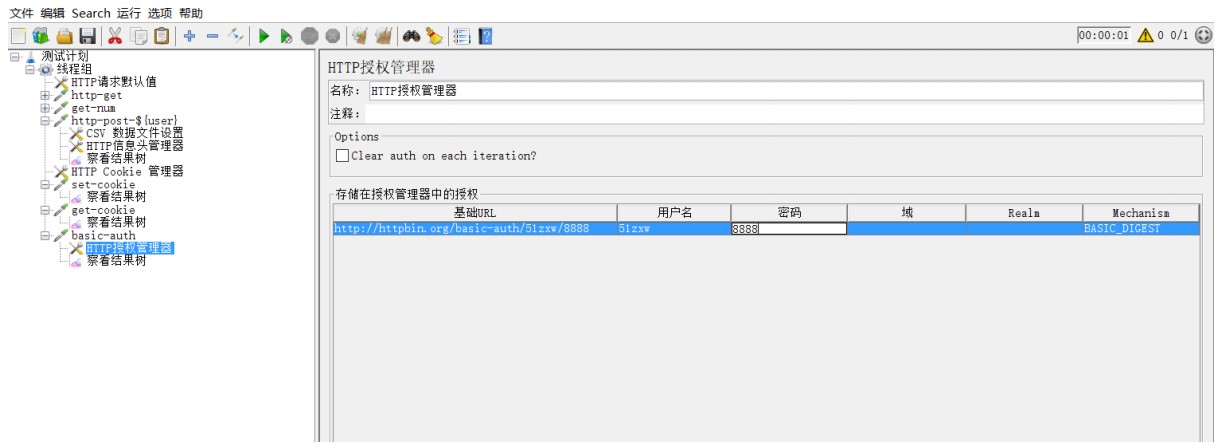 文件 编辑 Search 运行 选项 帮助
00:00:01 0 0/1
测试计划
线程组
HTTP请求默认值
http-get
get-num
http-post-${user}
CSV 数据文件设置
HTTP信息头管理器
察看结果树
HTTP Cookie 管理器
set-cookie
察看结果树
get-cookie
察看结果树
basic-auth
HTTP授权管理器
察看结果树
HTTP授权管理器
名称： HTTP授权管理器
注释：
Options
Clear auth on each iteration?
存储在授权管理器中的授权
基础URL 用户名 密码 域 Realm Mechanism
http://httpbin.org/basic-auth/51zxw/8888 51zxw 8888 BASIC_DIGEST